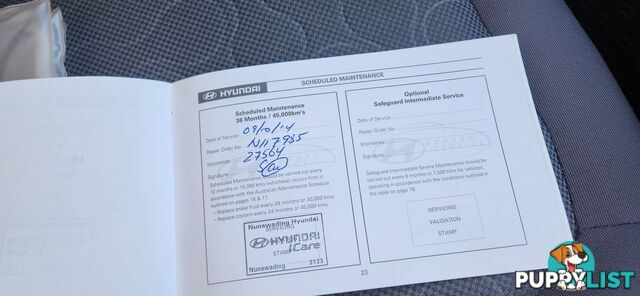 HYUNDAI
SCHEDULED MAINTENANCE
Scheduled Maintenance
36 Months / 45,000km's
Date of Service 09/10/14
Repair Order No N117985
Kilometres 27564
Signature
Scheduled Maintenance should be carried out every
12 months or 15,000 kms (whichever occurs first) in
accordance with the Australian Maintenance Schedule
outlined on pages 16 & 17.
- Replace brake fluid every 24 months or 30,000 kms
- Replace coolant every 24 months or 45,000 kms
Nunawading Hyundai
SERVICING
HYUNDAI
iCare
STAMP
Nunawading 3133
Optional
Safeguard Intermediate Service
Date of Service
Repair Order No
Kilometres
Signature
Safeguard Intermediate Severe Maintenance should be
carried out every 6 months or 7,500 kms for vehicles
operating in accordance with the conditions outlined in
the table on page 18.
SERVICING
VALIDATION
STAMP
23
PUPPYLIST